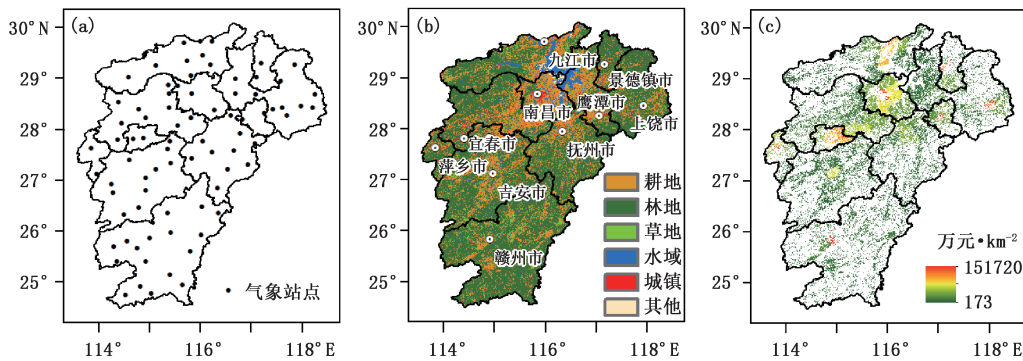 (a)
30°N
29°
28°
27°
26°
25°
114°
116°
118°E
气象站点
(b)
30°N
29°
28°
27°
26°
25°
114°
116°
118°E
九江市
景德镇市
南昌市
鹰潭市
上饶市
宜春市
抚州市
萍乡市
吉安市
赣州市
耕地
林地
草地
水域
城镇
其他
(c)
30°N
29°
28°
27°
26°
25°
114°
116°
118°E
万元•km⁻²
151720
173